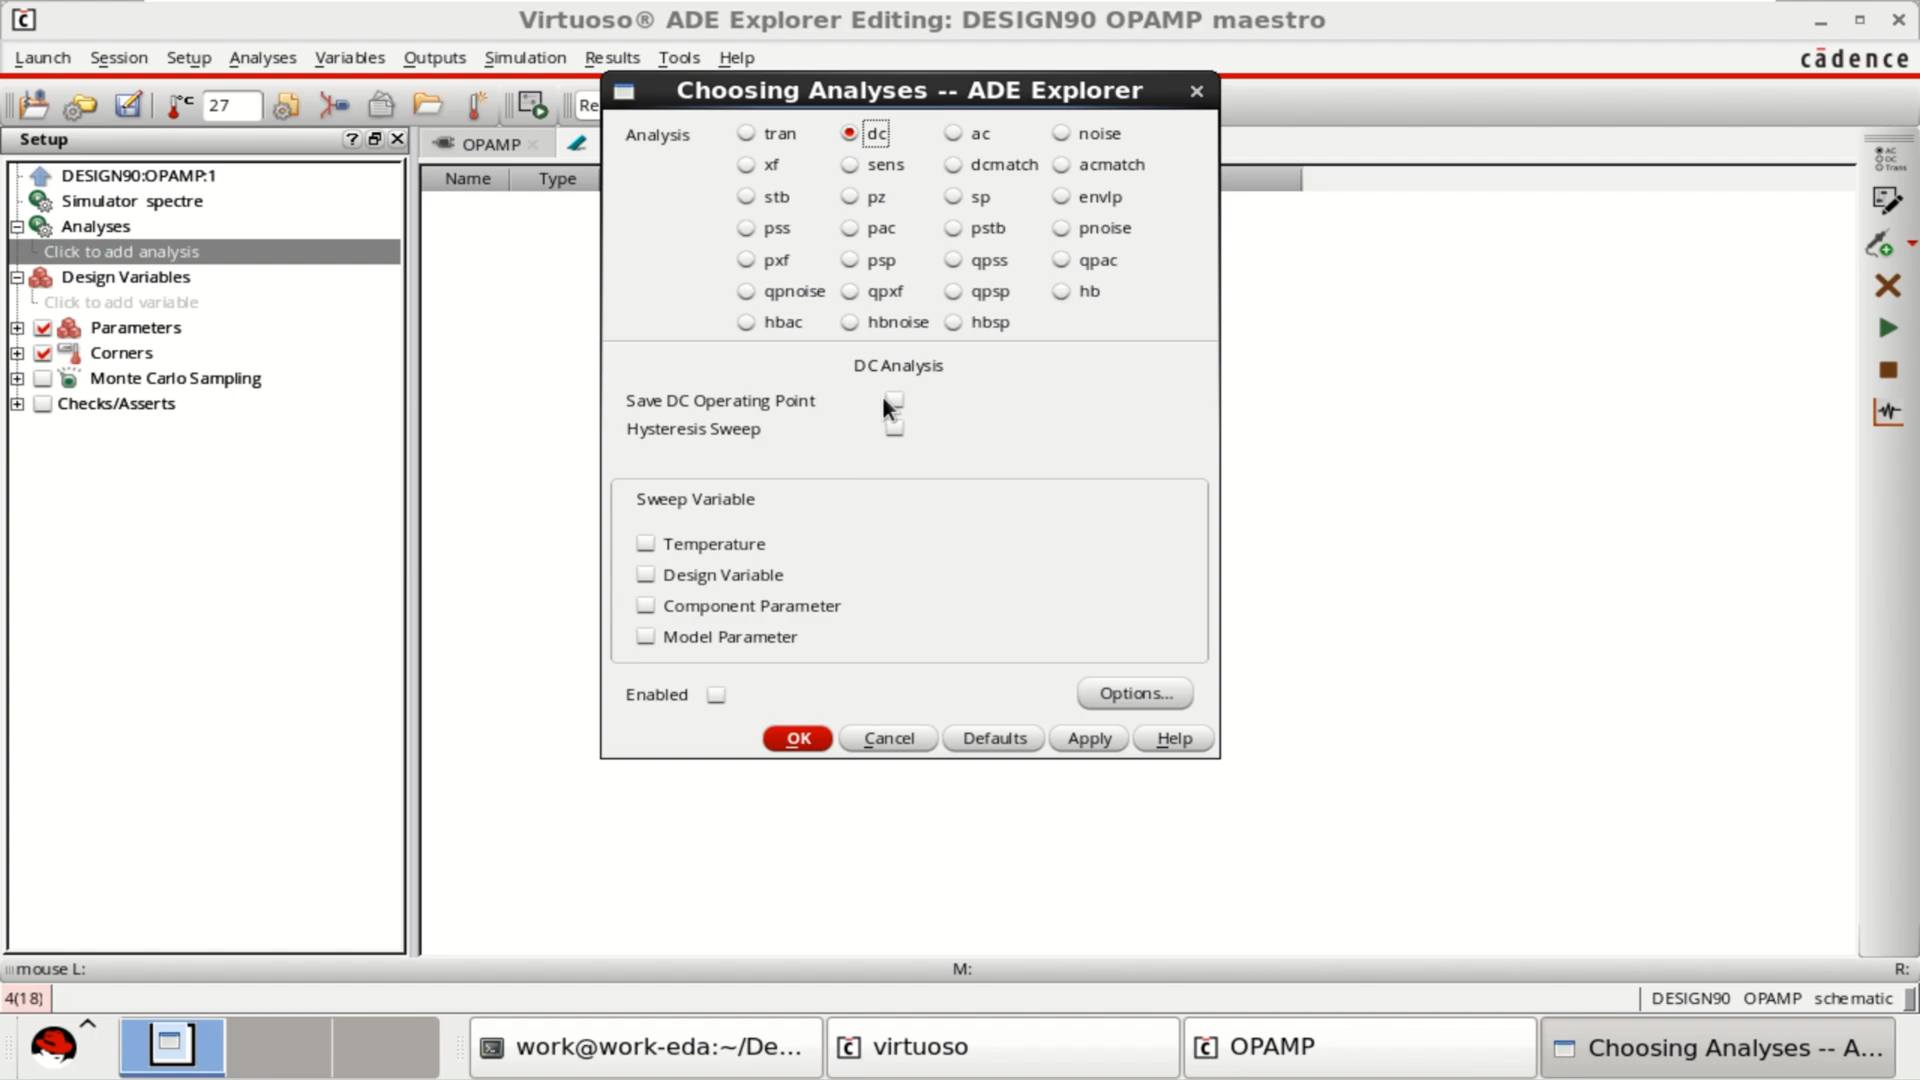 Virtuoso® ADE Explorer Editing: DESIGN90 OPAMP maestro
Launch Session Setup Analyses Variables Outputs Simulation Results Tools Help
cādence
°C 27 Re
Choosing Analyses -- ADE Explorer
Setup
OPAMP
DESIGN90:OPAMP:1
Simulator spectre
Analyses
Click to add analysis
Design Variables
Click to add variable
Parameters
Corners
Monte Carlo Sampling
Checks/Asserts
Name Type
Analysis tran dc ac noise
xf sens dcmatch acmatch
stb pz sp envlp
pss pac pstb pnoise
pxf psp qpss qpac
qpnoise qpxf qpsp hb
hbac hbnoise hbsp
DC Analysis
Save DC Operating Point
Hysteresis Sweep
Sweep Variable
Temperature
Design Variable
Component Parameter
Model Parameter
Enabled Options...
OK Cancel Defaults Apply Help
AC
DC
Trans
mouse L: M: R:
4(18) DESIGN90 OPAMP schematic
work@work-eda:~/De... virtuoso OPAMP Choosing Analyses -- A...